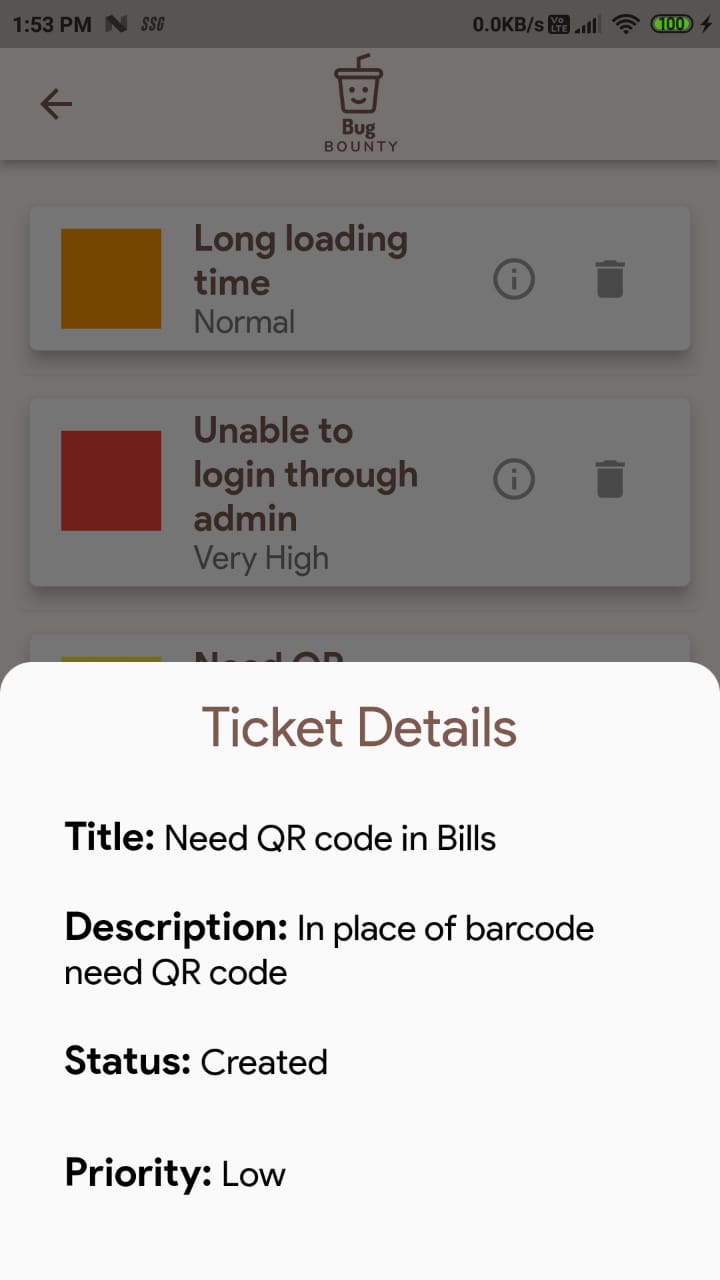 1:53 PM SSG 0.0KB/s Vo LTE 100
Bug
BOUNTY
Long loading
time
Normal
Unable to
login through
admin
Very High
Need QR
Ticket Details
Title: Need QR code in Bills
Description: In place of barcode
need QR code
Status: Created
Priority: Low